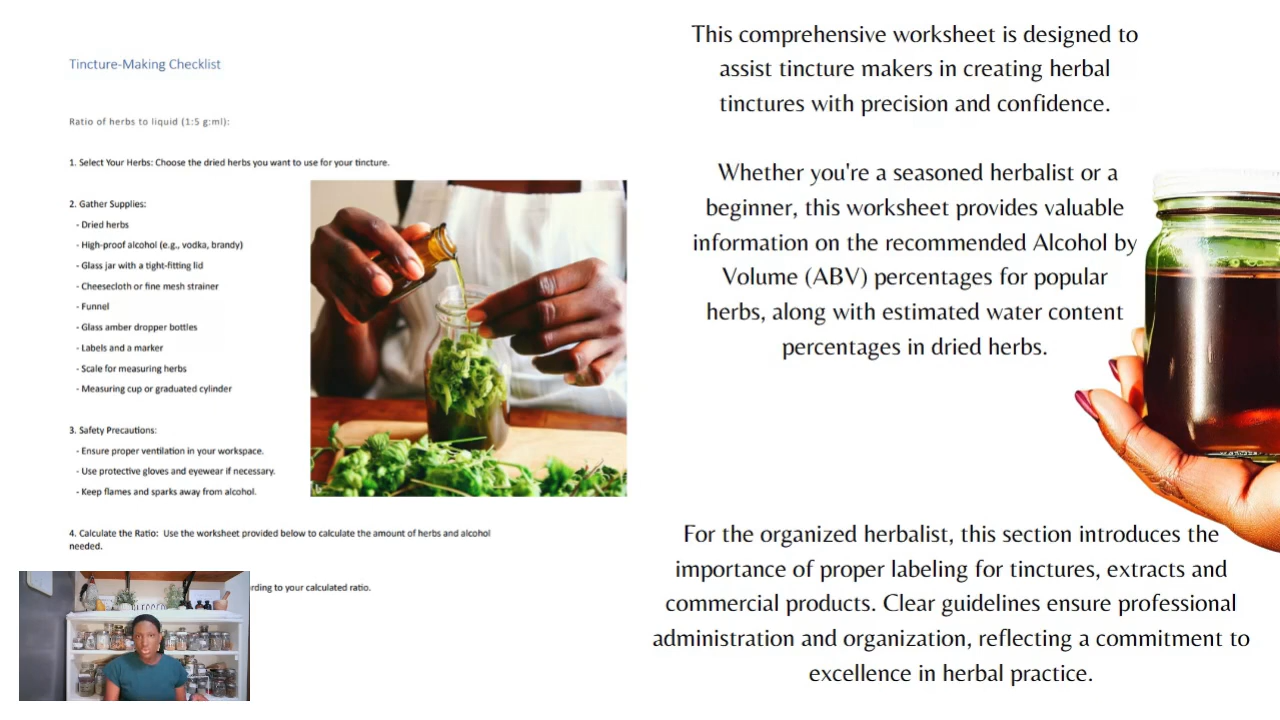 Tincture-Making Checklist
Ratio of herbs to liquid (1:5 g:ml):
1. Select Your Herbs: Choose the dried herbs you want to use for your tincture.
2. Gather Supplies:
- Dried herbs
- High-proof alcohol (e.g., vodka, brandy)
- Glass jar with a tight-fitting lid
- Cheesecloth or fine mesh strainer
- Funnel
- Glass amber dropper bottles
- Labels and a marker
- Scale for measuring herbs
- Measuring cup or graduated cylinder
3. Safety Precautions:
- Ensure proper ventilation in your workspace.
- Use protective gloves and eyewear if necessary.
- Keep flames and sparks away from alcohol.
4. Calculate the Ratio: Use the worksheet provided below to calculate the amount of herbs and alcohol
needed.
rding to your calculated ratio.
This comprehensive worksheet is designed to
assist tincture makers in creating herbal
tinctures with precision and confidence.
Whether you're a seasoned herbalist or a
beginner, this worksheet provides valuable
information on the recommended Alcohol by
Volume (ABV) percentages for popular
herbs, along with estimated water content
percentages in dried herbs.
For the organized herbalist, this section introduces the
importance of proper labeling for tinctures, extracts and
commercial products. Clear guidelines ensure professional
administration and organization, reflecting a commitment to
excellence in herbal practice.